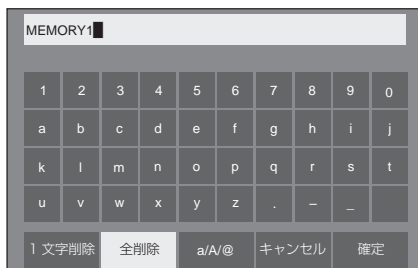 MEMORY1
1 2 3 4 5 6 7 8 9 0
a b c d e f g h i j
k l m n o p q r s t
u v w x y z . – _
1文字削除 全削除 a/A/@ キャンセル 確定